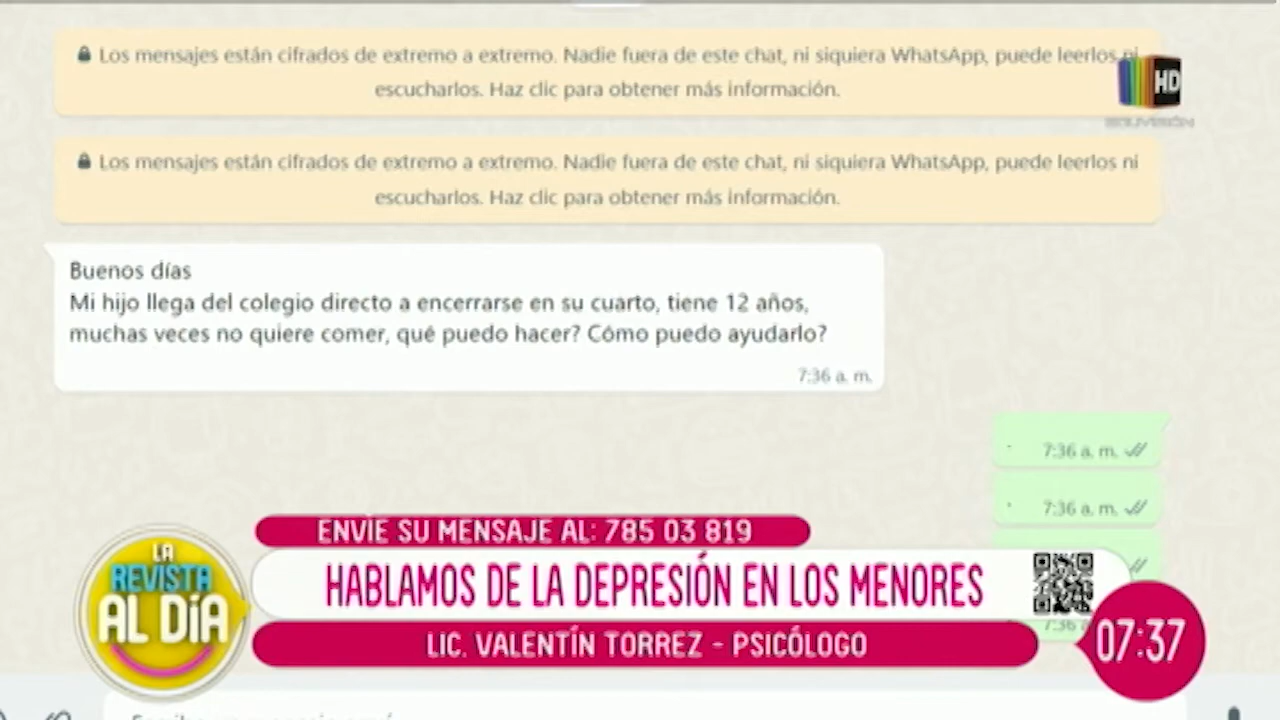 Los mensajes están cifrados de extremo a extremo. Nadie fuera de este chat, ni siquiera WhatsApp, puede leerlos ni
escucharlos. Haz clic para obtener más información.
HD
BOLIVISIÓN
Los mensajes están cifrados de extremo a extremo. Nadie fuera de este chat, ni siquiera WhatsApp, puede leerlos ni
escucharlos. Haz clic para obtener más información.
Buenos días
Mi hijo llega del colegio directo a encerrarse en su cuarto, tiene 12 años,
muchas veces no quiere comer, qué puedo hacer? Cómo puedo ayudarlo?
7:36 a. m.
7:36 a. m.
7:36 a. m.
ENVÍE SU MENSAJE AL: 785 03 819
LA
REVISTA
AL DÍA
HABLAMOS DE LA DEPRESIÓN EN LOS MENORES
7:36 a
LIC. VALENTÍN TORREZ - PSICÓLOGO
07:37